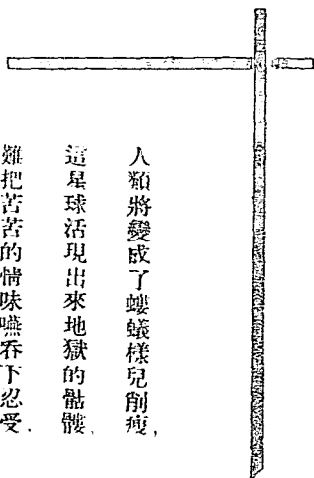 人類將變成了螻蟻樣兒削瘦，
這星球活現出來地獄的骷髏，
難把苦苦的情味嚥吞下忍受，